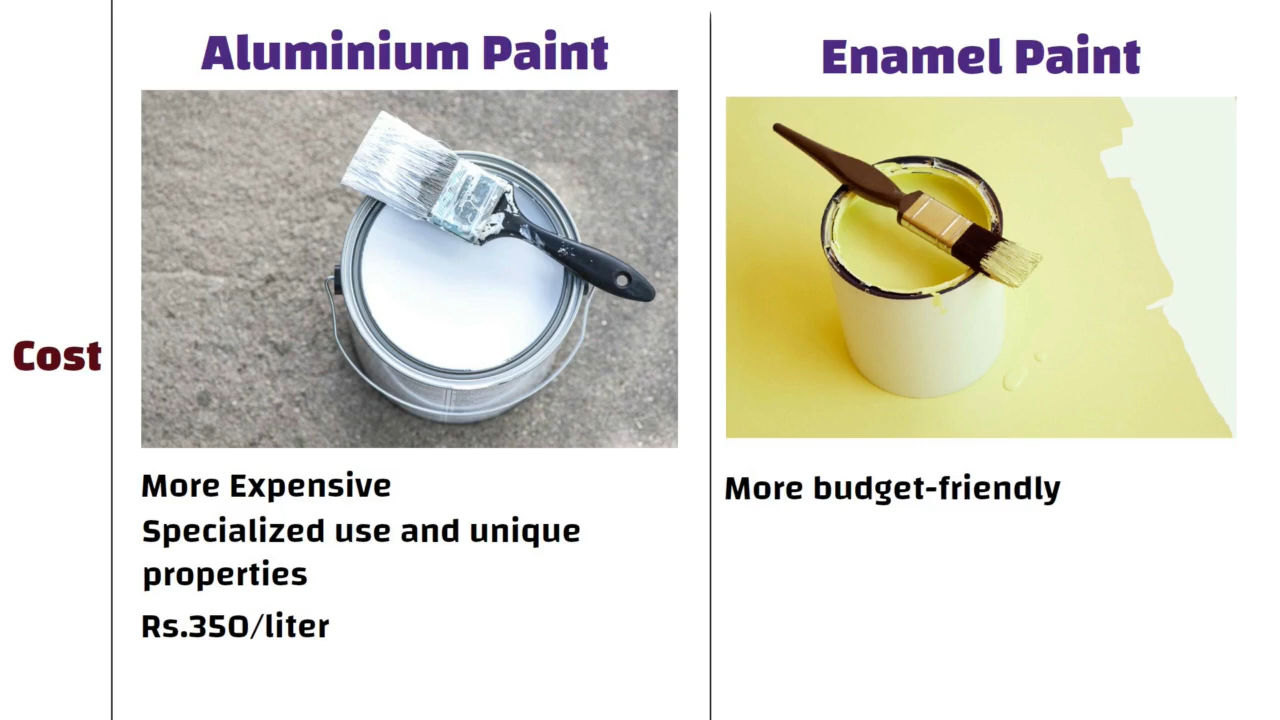 Aluminium Paint
Enamel Paint
Cost
More Expensive
Specialized use and unique
properties
Rs.350/liter
More budget-friendly